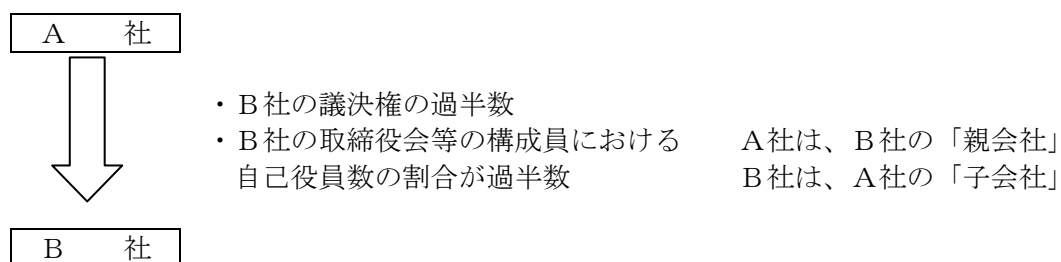 Ａ　　社
・Ｂ社の議決権の過半数
・Ｂ社の取締役会等の構成員における　　Ａ社は、Ｂ社の「親会社」
自己役員数の割合が過半数　　Ｂ社は、Ａ社の「子会社」
Ｂ　　社